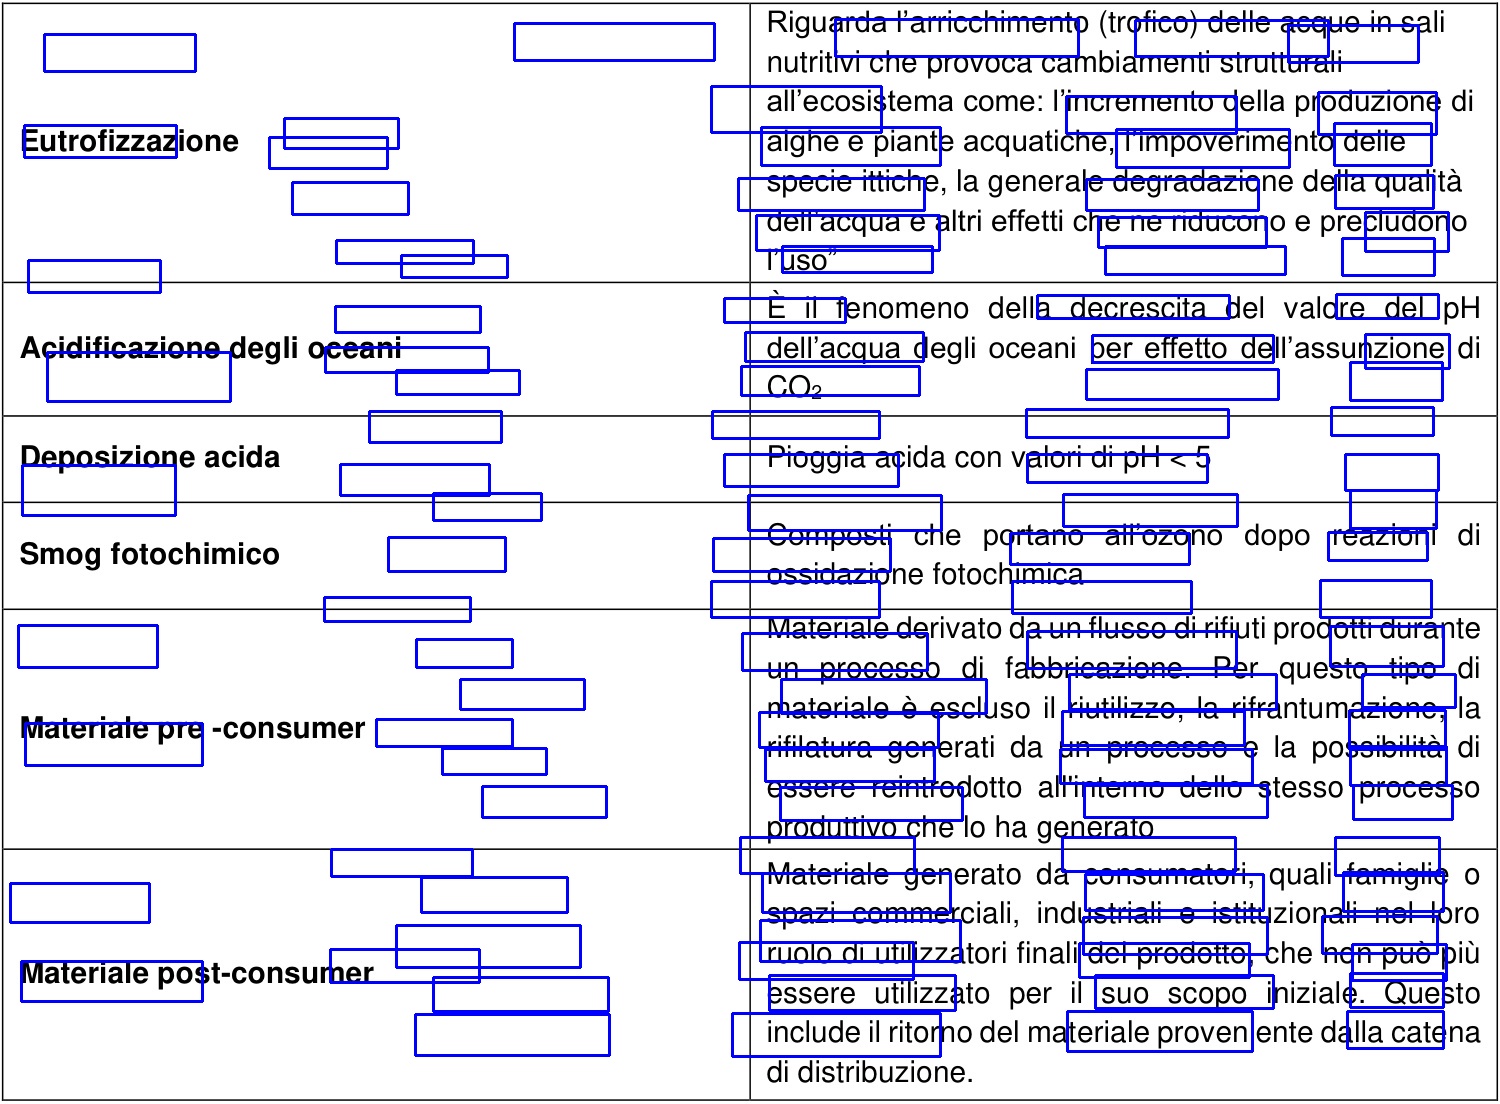 Eutrofizzazione
Riguarda l’arricchimento (trofico) delle acque in sali
nutritivi che provoca cambiamenti strutturali
all’ecosistema come: l’incremento della produzione di
alghe e piante acquatiche, l’impoverimento delle
specie ittiche, la generale degradazione della qualità
dell’acqua e altri effetti che ne riducono e precludono
l’uso”
Acidificazione degli oceani
È il fenomeno della decrescita del valore del pH
dell’acqua degli oceani per effetto dell’assunzione di
CO₂
Deposizione acida
Pioggia acida con valori di pH < 5
Smog fotochimico
Composti che portano all’ozono dopo reazioni di
ossidazione fotochimica
Materiale pre -consumer
Materiale derivato da un flusso di rifiuti prodotti durante
un processo di fabbricazione. Per questo tipo di
materiale è escluso il riutilizzo, la rifrantumazione, la
rifilatura generati da un processo e la possibilità di
essere reintrodotto all'interno dello stesso processo
produttivo che lo ha generato
Materiale post-consumer
Materiale generato da consumatori, quali famiglie o
spazi commerciali, industriali e istituzionali nel loro
ruolo di utilizzatori finali del prodotto, che non può più
essere utilizzato per il suo scopo iniziale. Questo
include il ritorno del materiale proven ente dalla catena
di distribuzione.